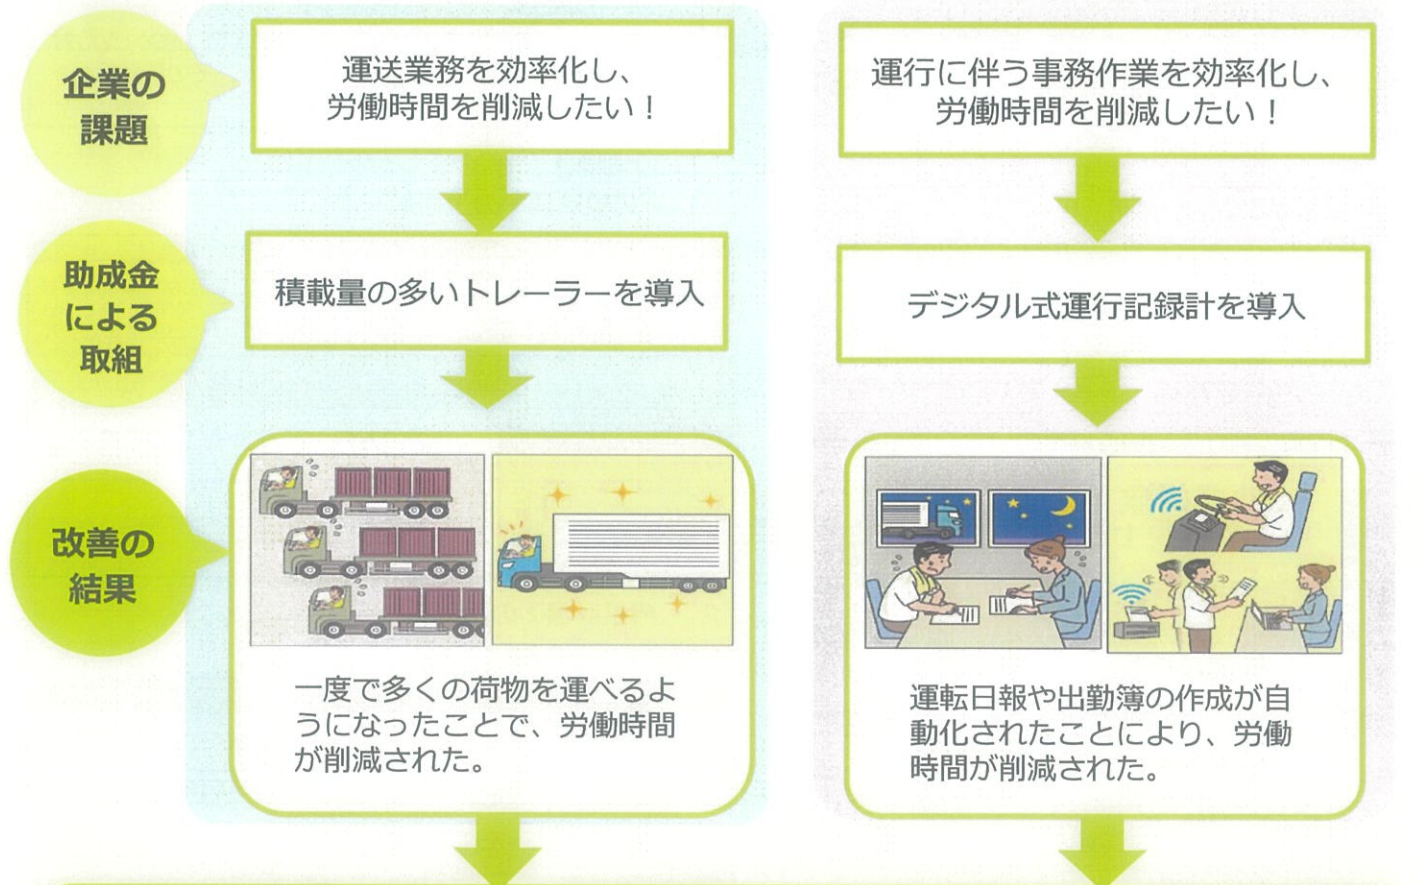 企業の
課題
運送業務を効率化し、
労働時間を削減したい！
運行に伴う事務作業を効率化し、
労働時間を削減したい！
助成金
による
取組
積載量の多いトレーラーを導入
デジタル式運行記録計を導入
改善の
結果
一度で多くの荷物を運べるよ
うになったことで、労働時間
が削減された。
運転日報や出勤簿の作成が自
動化されたことにより、労働
時間が削減された。